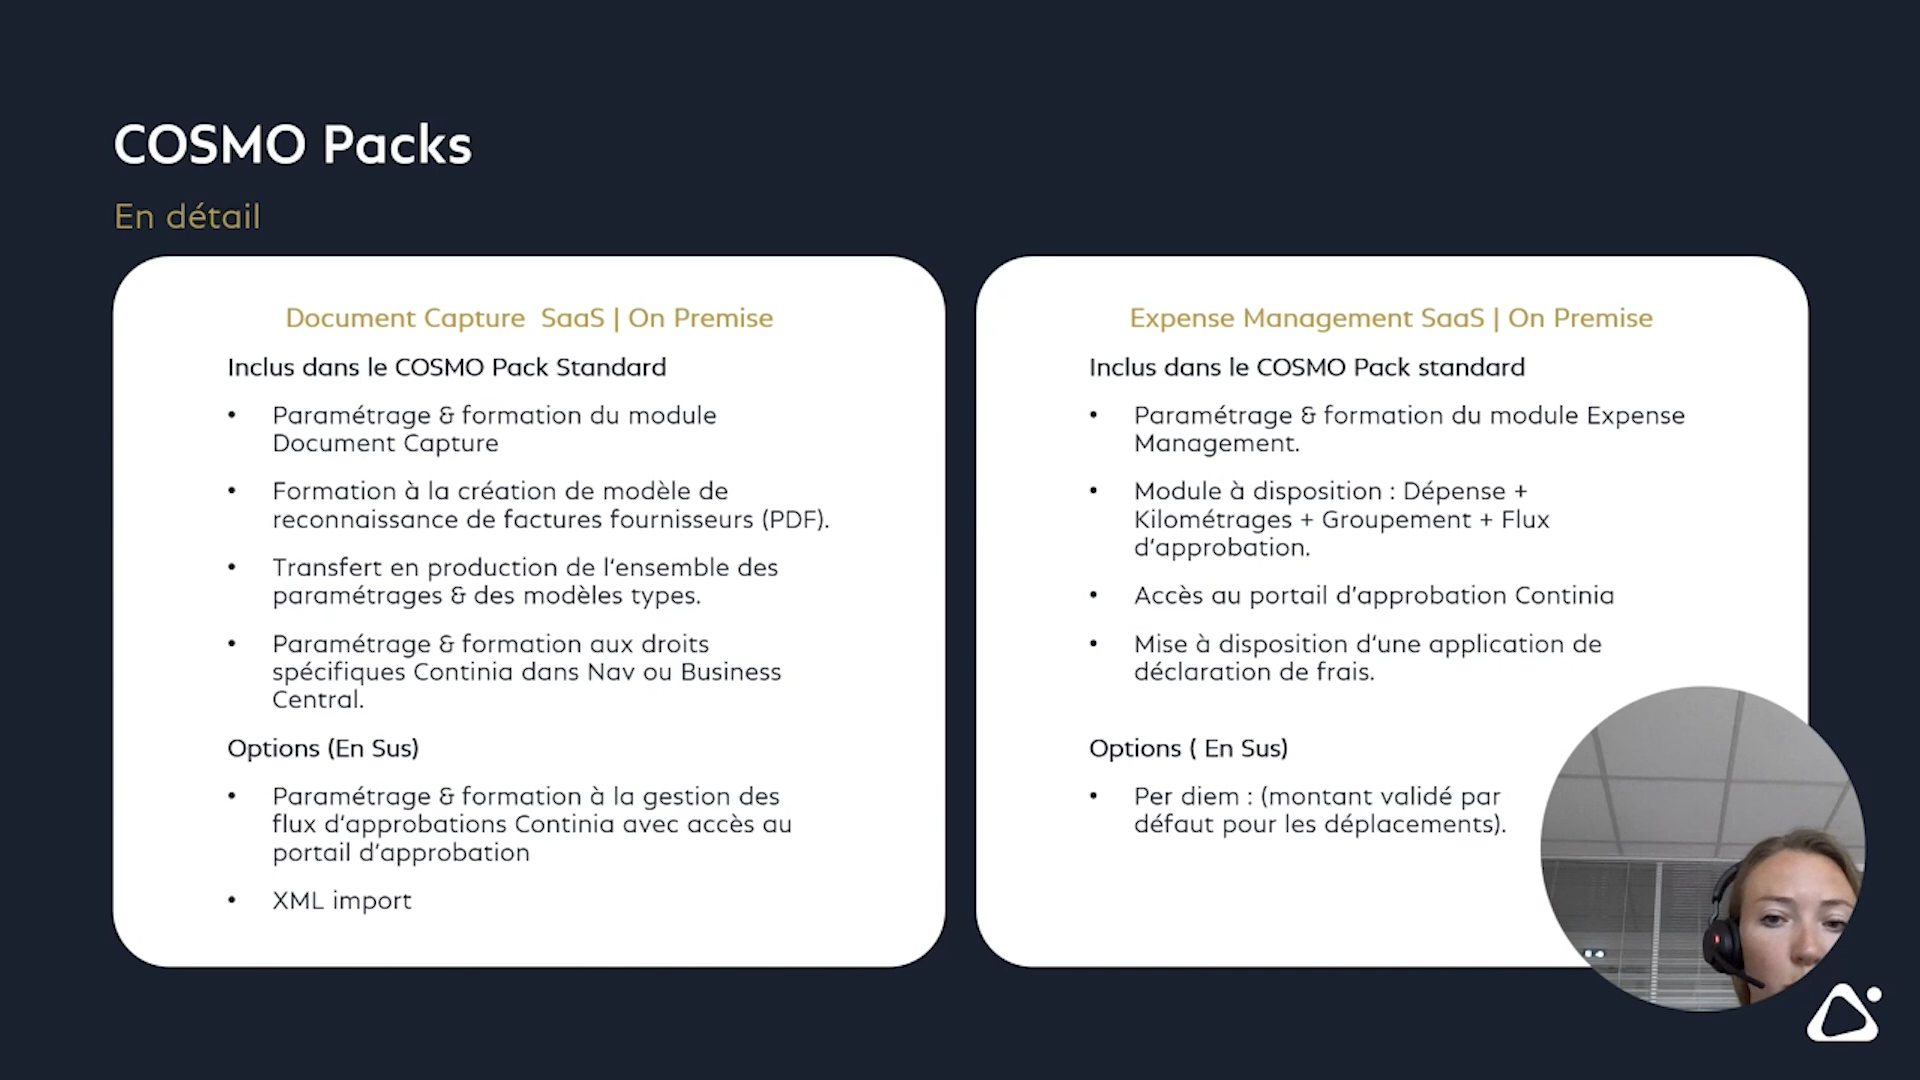 COSMO Packs
En détail
Document Capture  SaaS | On Premise
Inclus dans le COSMO Pack Standard
• Paramétrage & formation du module
Document Capture
• Formation à la création de modèle de
reconnaissance de factures fournisseurs (PDF).
• Transfert en production de l'ensemble des
paramétrages & des modèles types.
• Paramétrage & formation aux droits
spécifiques Continia dans Nav ou Business
Central.
Options (En Sus)
• Paramétrage & formation à la gestion des
flux d'approbations Continia avec accès au
portail d'approbation
• XML import
Expense Management SaaS | On Premise
Inclus dans le COSMO Pack standard
• Paramétrage & formation du module Expense
Management.
• Module à disposition : Dépense +
Kilométrages + Groupement + Flux
d'approbation.
• Accès au portail d'approbation Continia
• Mise à disposition d'une application de
déclaration de frais.
Options ( En Sus)
• Per diem : (montant validé par
défaut pour les déplacements).